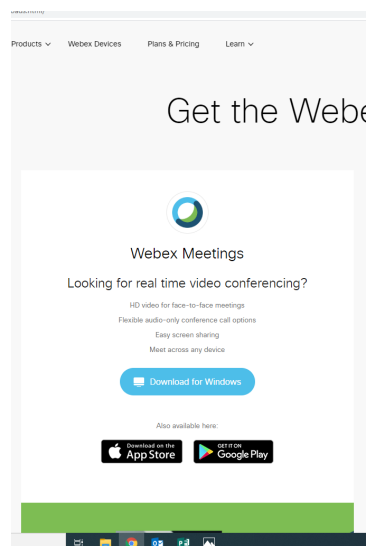 Products
Webex Devices
Plans & Pricing
Learn
Get the Webe
Webex Meetings
Looking for real time video conferencing?
HD video for face-to-face meetings
Flexible audio-only conference call options
Easy screen sharing
Meet across any device
Download for Windows
Also available here:
Download on the
App Store
GET IT ON
Google Play